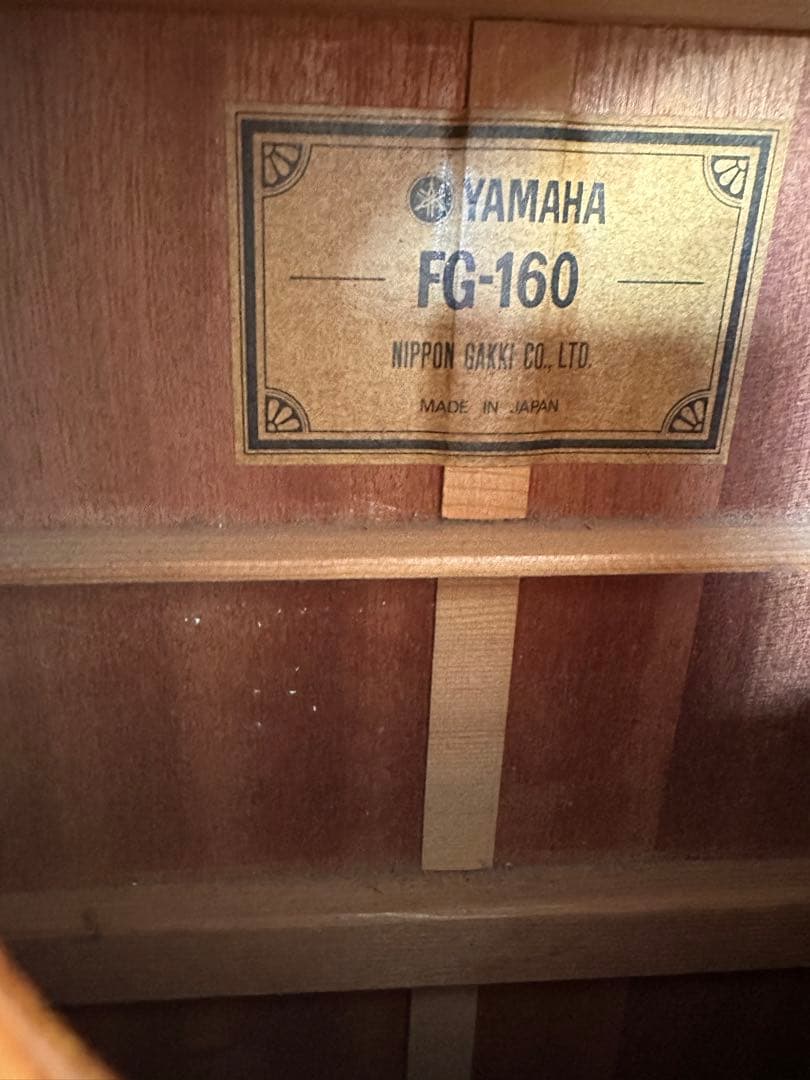 YAMAHA
FG-160
NIPPON GAKKI CO., LTD.
MADE IN JAPAN